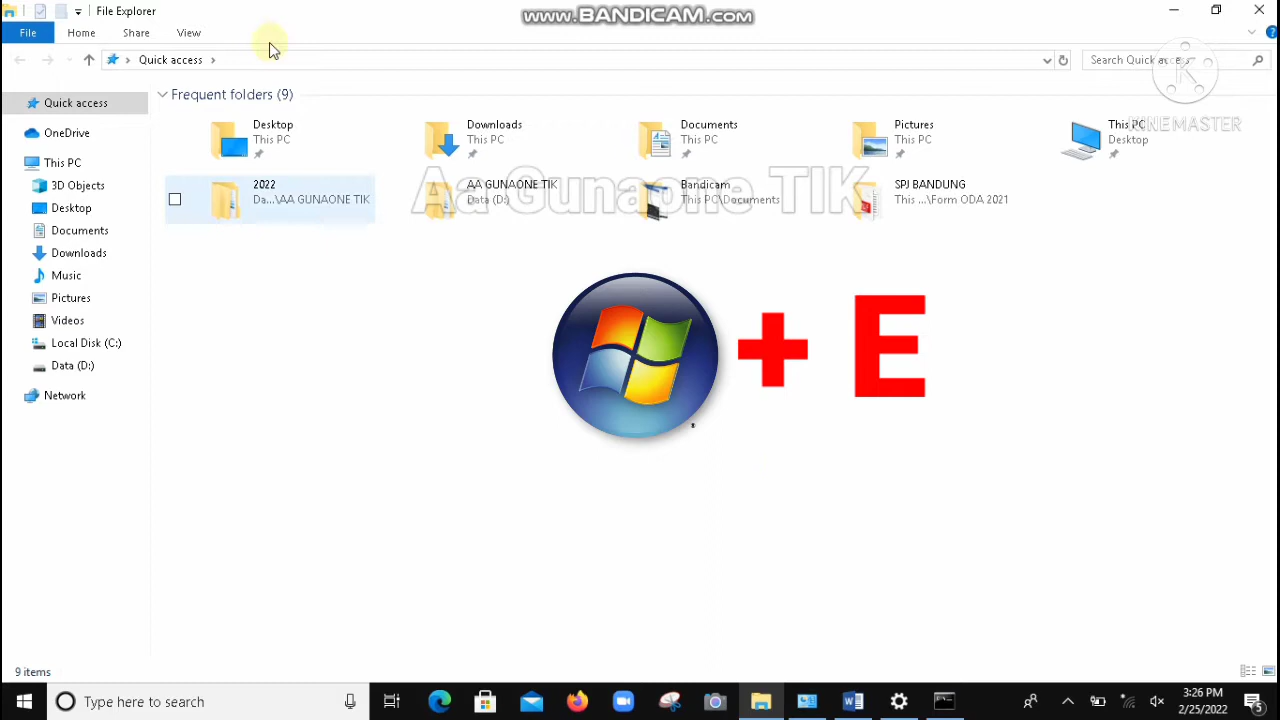 File Explorer
www.BANDICAM.com
File
Home
Share
View
Quick access
Search Quick access
KINEMASTER
Quick access
OneDrive
This PC
3D Objects
Desktop
Documents
Downloads
Music
Pictures
Videos
Local Disk (C:)
Data (D:)
Network
Frequent folders (9)
Desktop
This PC
Downloads
This PC
Documents
This PC
Pictures
This PC
This PC
Desktop
2022
Da...\AA GUNAONE TIK
AA GUNAONE TIK
Data (D:)
Bandicam
This PC\Documents
SPJ BANDUNG
This ...\Form ODA 2021
Aa Gunaone TIK
+ E
9 items
Type here to search
3:26 PM
2/25/2022
5